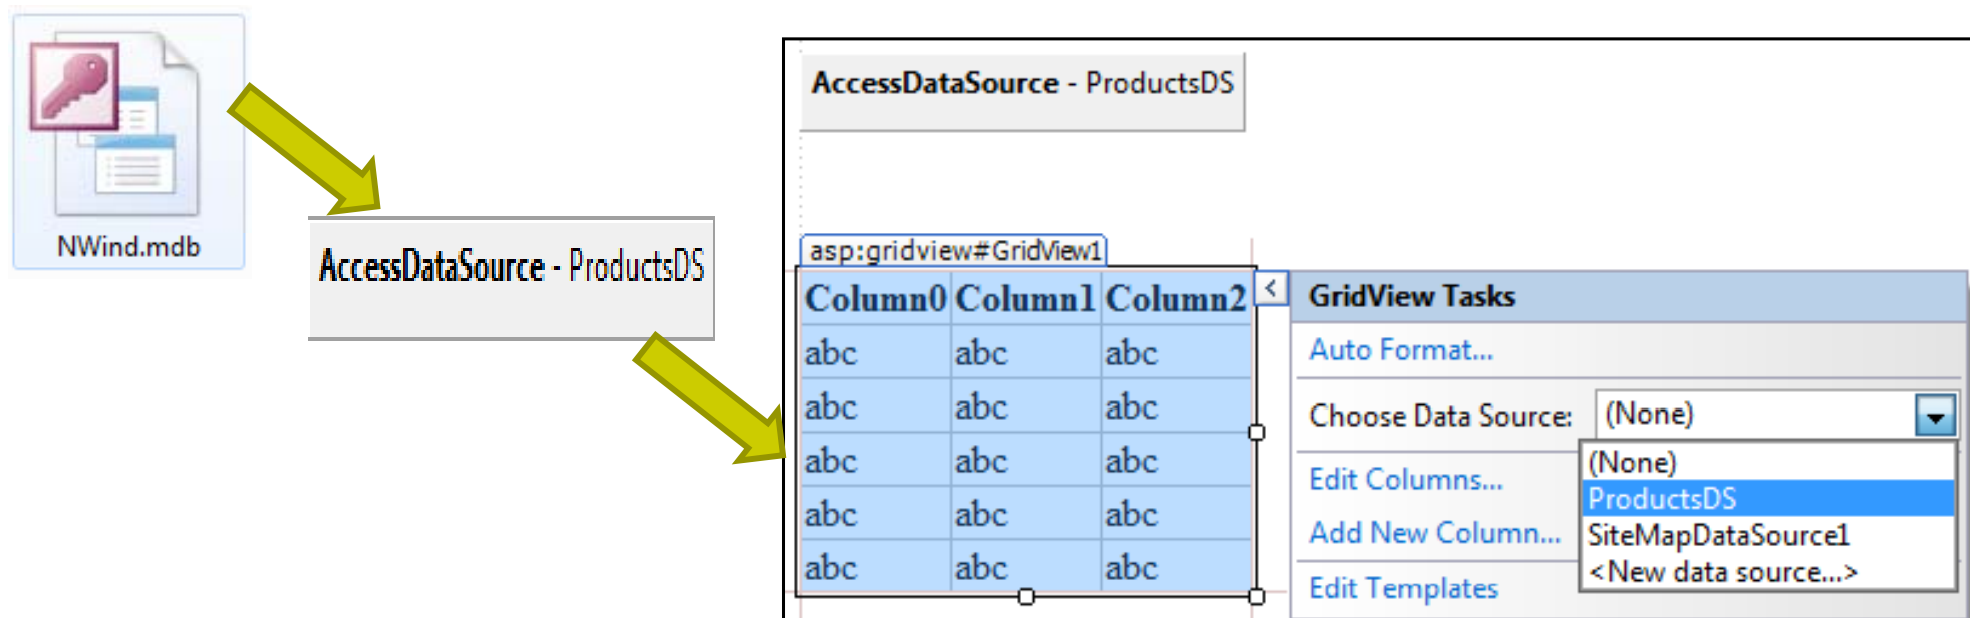 NWind.mdb
AccessDataSource - ProductsDS
AccessDataSource - ProductsDS
asp:gridview#GridView1
Column0 Column1 Column2
abc abc abc
abc abc abc
abc abc abc
abc abc abc
abc abc abc
<
GridView Tasks
Auto Format...
Choose Data Source: (None)
(None)
ProductsDS
SiteMapDataSource1
<New data source...>
Edit Columns...
Add New Column...
Edit Templates